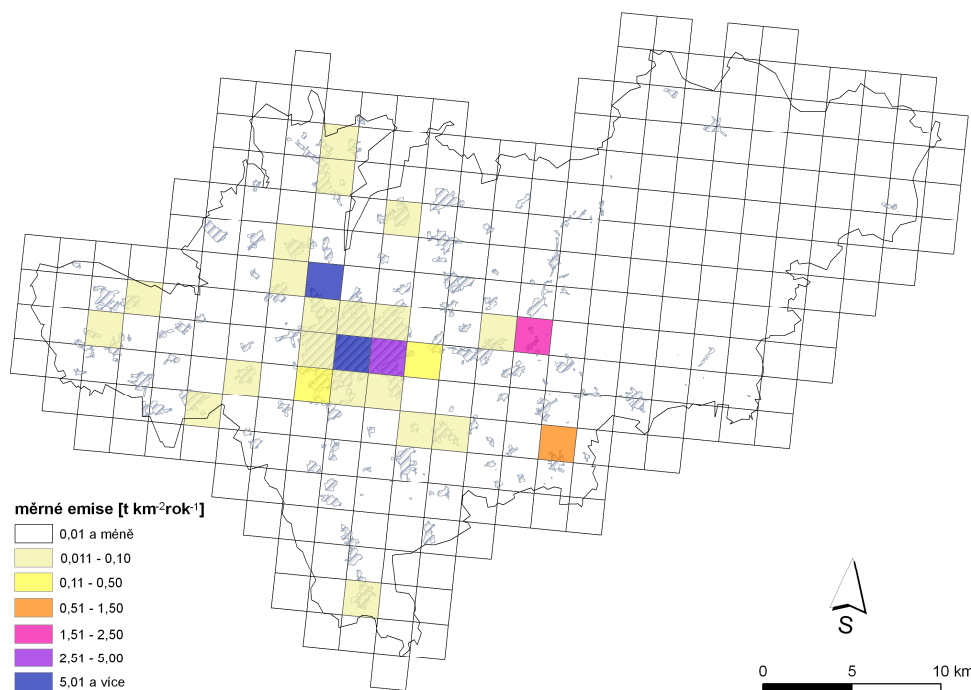 měrné emise [t km-2rok-1]
0,01 a méně
0,011 - 0,10
0,11 - 0,50
0,51 - 1,50
1,51 - 2,50
2,51 - 5,00
5,01 a více
S
0 5 10 km